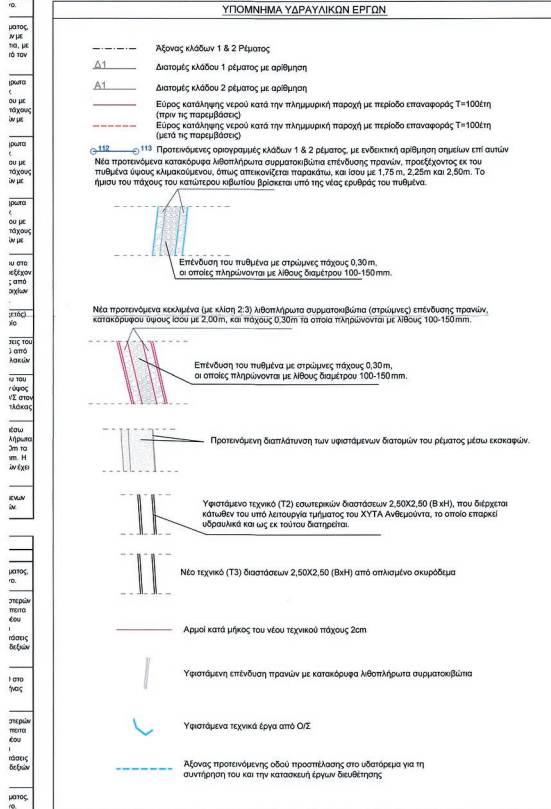 ΥΠΟΜΝΗΜΑ ΥΔΡΑΥΛΙΚΩΝ ΕΡΓΩΝ
Άξονας κλάδων 1 & 2 Ρέματος
Δ1 Διατομές κλάδου 1 ρέματος με αρίθμηση
Α1 Διατομές κλάδου 2 ρέματος με αρίθμηση
Εύρος κατάληψης νερού κατά την πλημμυρική παροχή με περίοδο επαναφοράς Τ=100έτη
(πριν τις παρεμβάσεις)
Εύρος κατάληψης νερού κατά την πλημμυρική παροχή με περίοδο επαναφοράς Τ=100έτη
(μετά τις παρεμβάσεις)
112 113 Προτεινόμενες οριογραμμές κλάδων 1 & 2 ρέματος, με ενδεικτική αρίθμηση σημείων επί αυτών
Νέα προτεινόμενα κατακόρυφα λιθοπλήρωτα συρματοκιβώτια επένδυσης πρανών, προεξέχοντος εκ του
πυθμένα ύψους κλιμακούμενου, όπως απεικονίζεται παρακάτω, και ίσου με 1,75 m, 2,25m και 2,50m. Το
ήμισυ του πάχους του κατώτερου κιβωτίου βρίσκεται υπό της νέας ερυθράς του πυθμένα.
Επένδυση του πυθμένα με στρώμνες πάχους 0,30m,
οι οποίες πληρώνονται με λίθους διαμέτρου 100-150mm.
Νέα προτεινόμενα κεκλιμένα (με κλίση 2:3) λιθοπλήρωτα συρματοκιβώτια (στρώμνες) επένδυσης πρανών,
κατακόρυφου ύψους ίσου με 2,00m, και πάχους 0,30m τα οποία πληρώνονται με λίθους 100-150mm.
Επένδυση του πυθμένα με στρώμνες πάχους 0,30m,
οι οποίες πληρώνονται με λίθους διαμέτρου 100-150mm.
Προτεινόμενη διαπλάτυνση των υφιστάμενων διατομών του ρέματος μέσω εκσκαφών.
Υφιστάμενο τεχνικό (Τ2) εσωτερικών διαστάσεων 2,50Χ2,50 (ΒxΗ), που διέρχεται
κάτωθεν του υπό λειτουργία τμήματος του ΧΥΤΑ Ανθεμούντα, το οποίο επαρκεί
υδραυλικά και ως εκ τούτου διατηρείται.
Νέο τεχνικό (Τ3) διαστάσεων 2,50Χ2,50 (ΒxΗ) από οπλισμένο σκυρόδεμα
Αρμοί κατά μήκος του νέου τεχνικού πάχους 2cm
Υφιστάμενη επένδυση πρανών με κατακόρυφα λιθοπλήρωτα συρματοκιβώτια
Υφιστάμενα τεχνικά έργα από Ο/Σ
Άξονας προτεινόμενης οδού προσπέλασης στο υδατόρεμα για τη
συντήρηση του και την κατασκευή έργων διευθέτησης